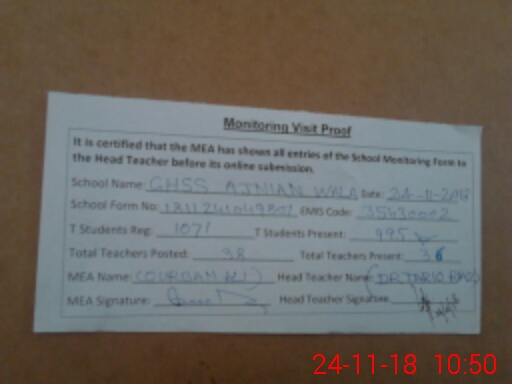 Monitoring Visit Proof
It is certified that the MEA has shown all entries of the School Monitoring Form to
the Head Teacher before its online submission.
School Name: GHSS AJNIAN WALA Date: 24-11-2018
School Form No: EMIS Code: 35430002
T Students Reg: 1071 T Students Present: 995
Total Teachers Posted: 38 Total Teachers Present: 36
MEA Name: Head Teacher Name (DR TARIQ
MEA Signature: Head Teacher Signature
24-11-18 10:50